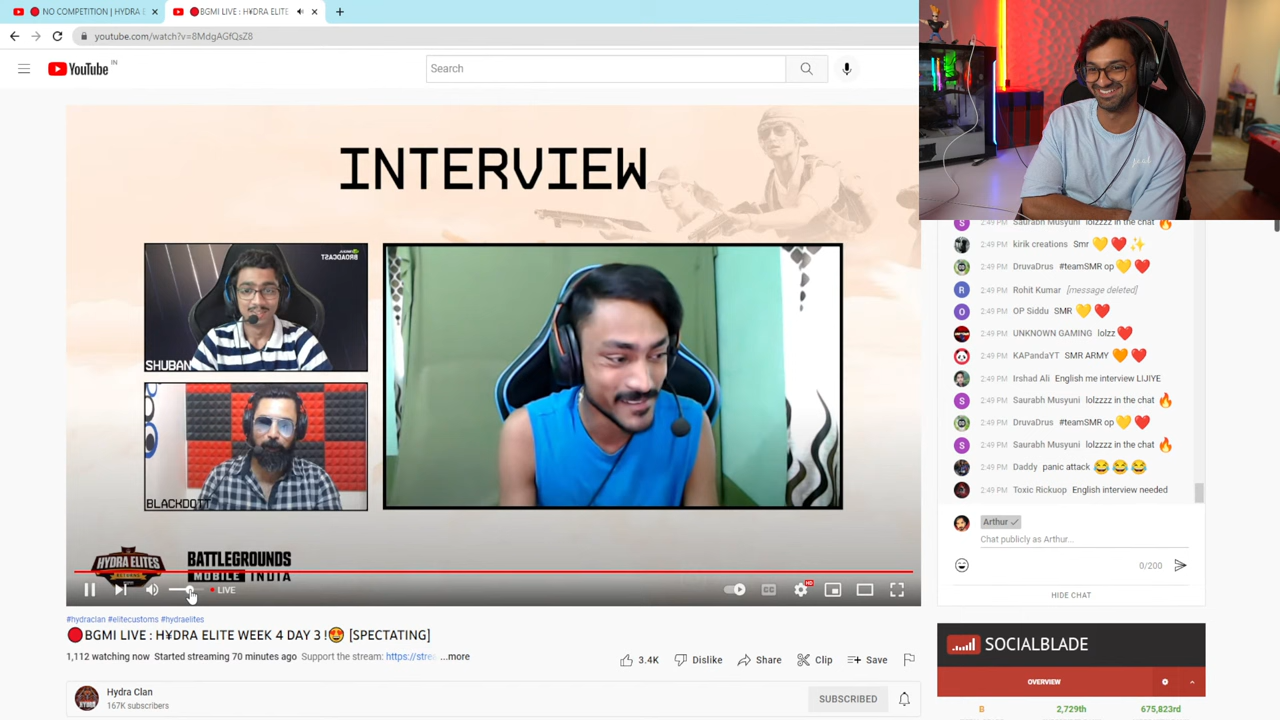 NO COMPETITION | HYDRA E
BGMI LIVE : H¥DRA ELITE
youtube.com/watch?v=8MdgAGfQsZ8
YouTube IN
Search
INTERVIEW
BROADCAST
SHUBAN
BLACKDOTT
HYDRA ELITES
RETURNS
BATTLEGROUNDS
MOBILE INDIA
LIVE
CC
HD
#hydraclan #elitecustoms #hydraelites
🔴BGMI LIVE : H¥DRA ELITE WEEK 4 DAY 3 !😍 [SPECTATING]
1,112 watching now Started streaming 70 minutes ago Support the stream: https://stre ...more
3.4K Dislike Share Clip Save
Hydra Clan
167K subscribers
SUBSCRIBED
2:49 PM Saurabh Musyuni lolzzzz in the chat 🔥
2:49 PM kirik creations Smr 💛❤️✨
2:49 PM DruvaDrus #teamSMR op 💛❤️
2:49 PM Rohit Kumar [message deleted]
2:49 PM OP Siddu SMR 💛❤️
2:49 PM UNKNOWN GAMING lolzz❤️
2:49 PM KAPandaYT SMR ARMY 🧡❤️
2:49 PM Irshad Ali English me interview LIJIYE
2:49 PM Saurabh Musyuni lolzzzz in the chat 🔥
2:49 PM DruvaDrus #teamSMR op 💛❤️
2:49 PM Saurabh Musyuni lolzzzz in the chat 🔥
2:49 PM Daddy panic attack 😂😂😂
2:49 PM Toxic Rickuop English interview needed
Arthur ✓
Chat publicly as Arthur...
0/200
HIDE CHAT
SOCIALBLADE
OVERVIEW
B 2,729th 675,823rd